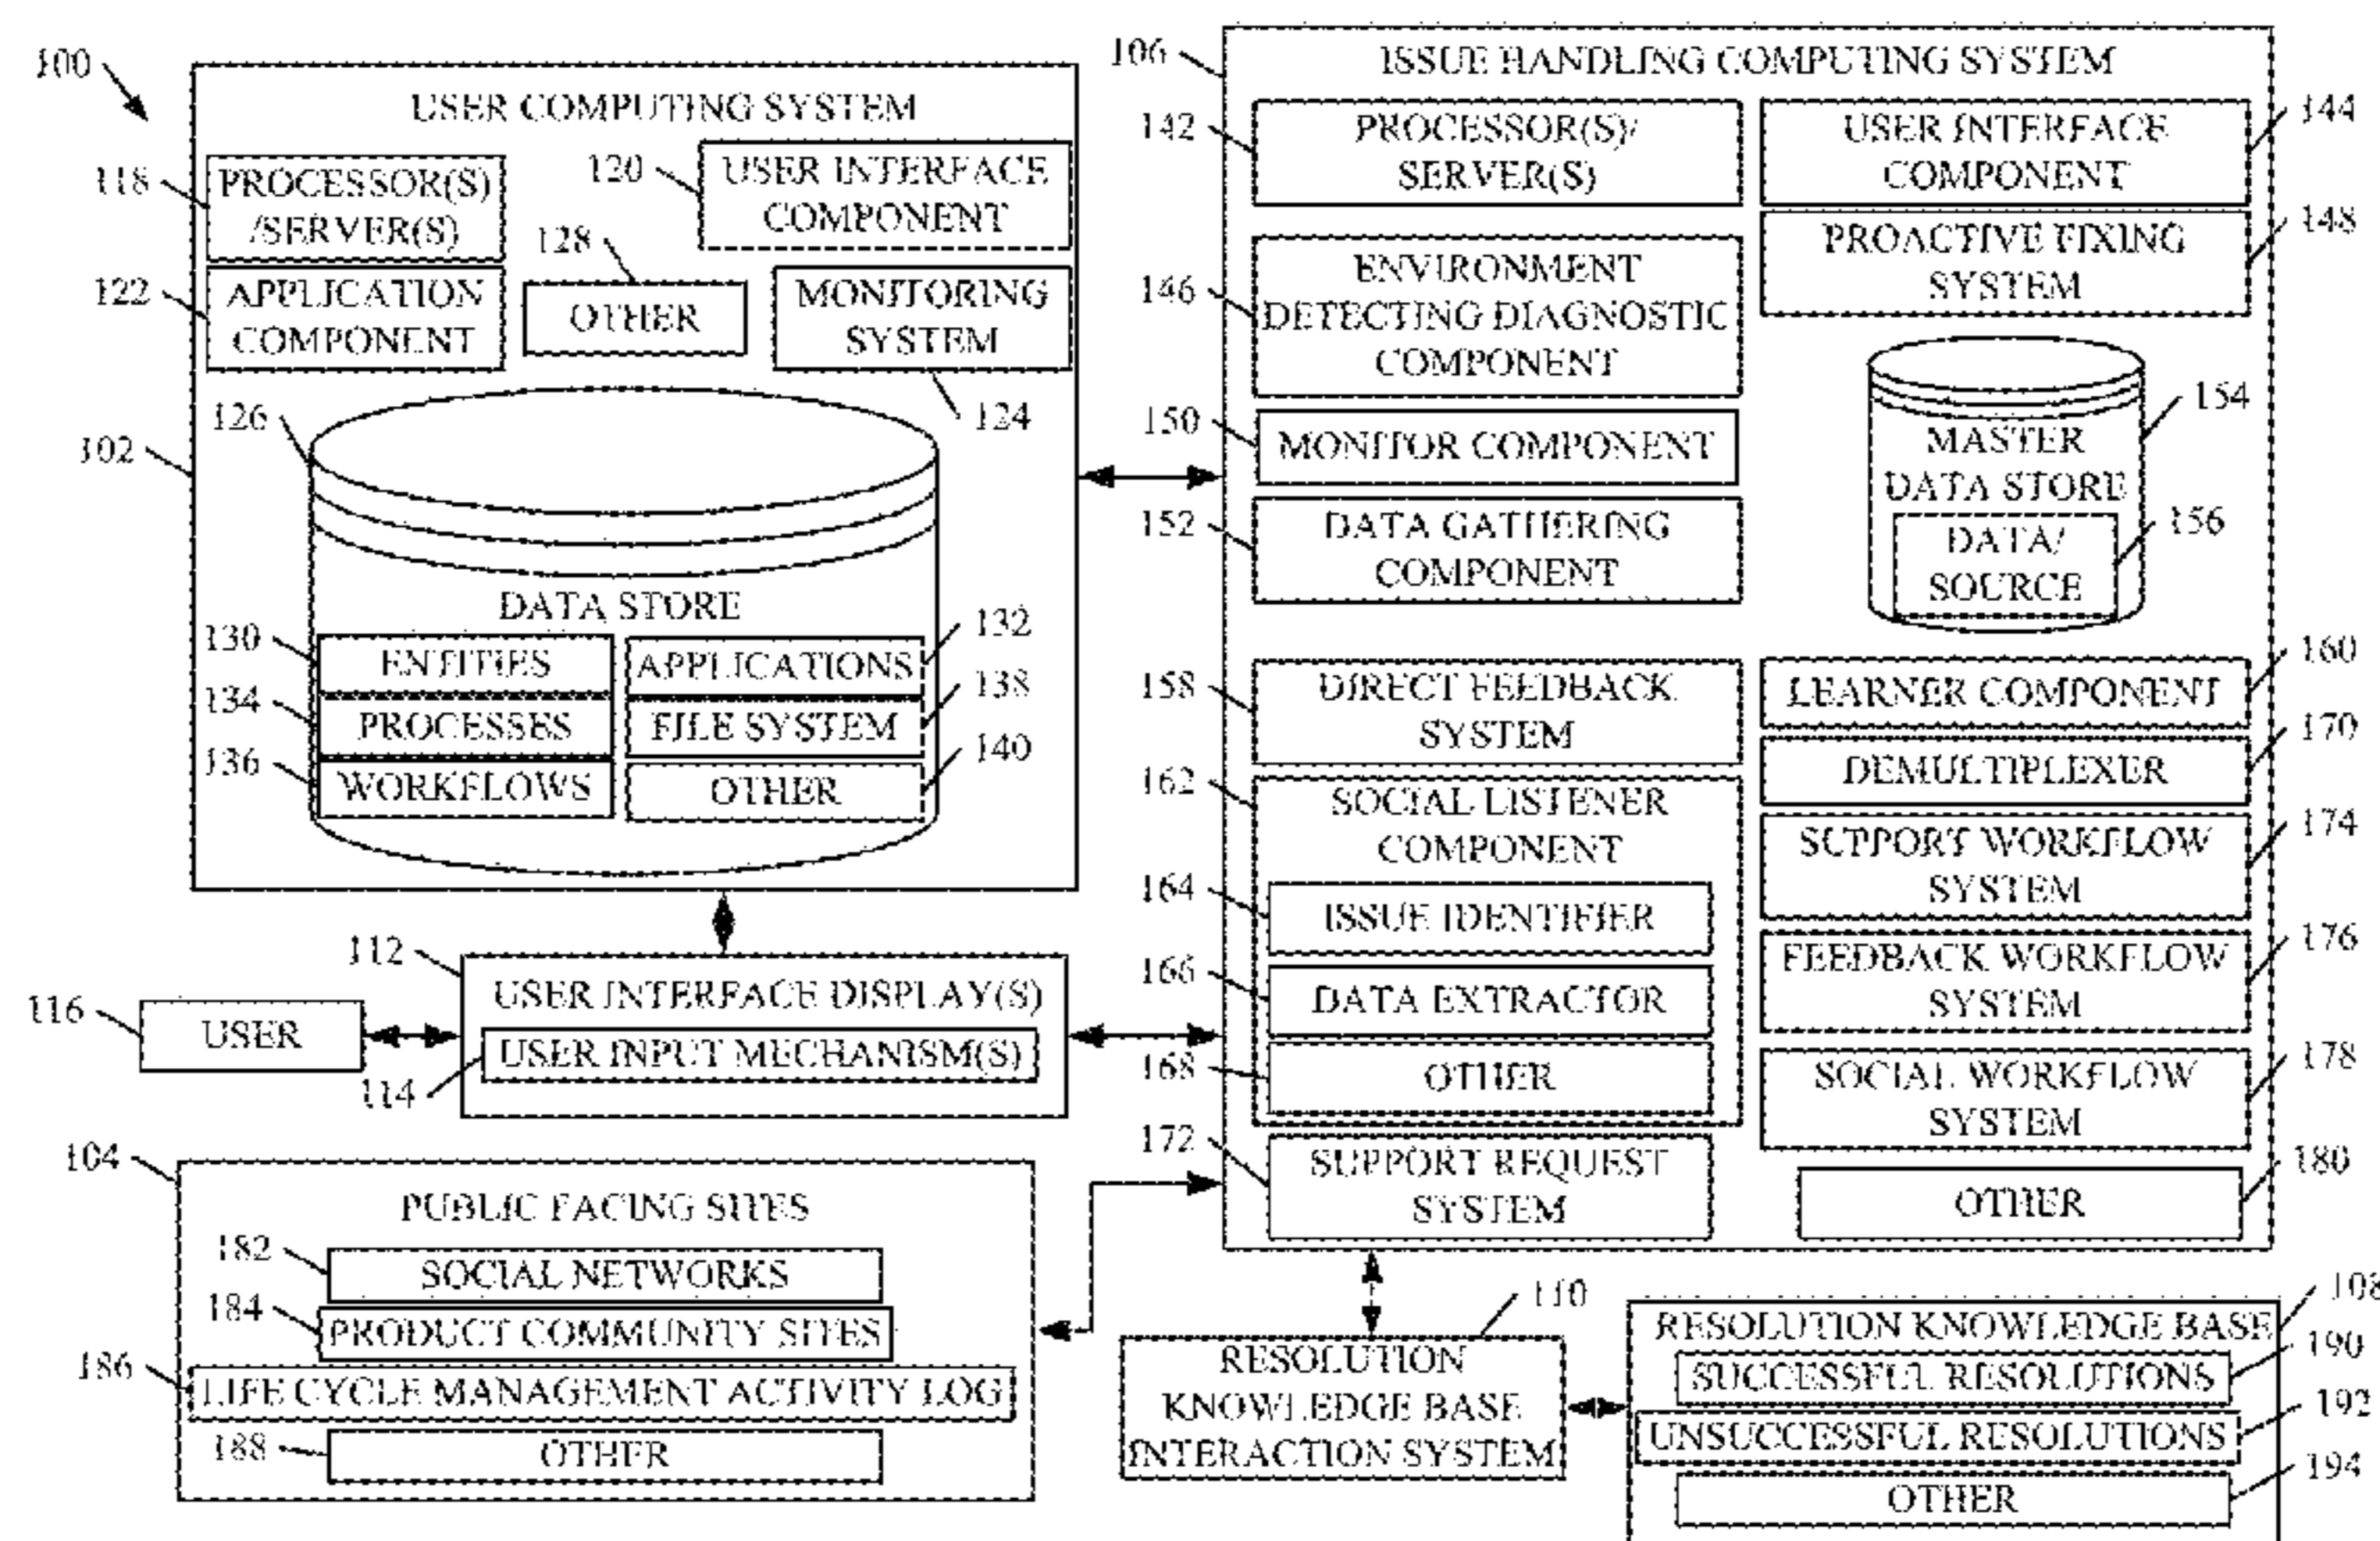 100
102
USER COMPUTING SYSTEM
118
PROCESSOR(S)
/SERVER(S)
120
USER INTERFACE
COMPONENT
122
APPLICATION
COMPONENT
128
OTHER
MONITORING
SYSTEM
124
126
DATA STORE
130
ENTITIES
132
APPLICATIONS
134
PROCESSES
138
FILE SYSTEM
136
WORKFLOWS
140
OTHER
112
USER INTERFACE DISPLAY(S)
116
USER
USER INPUT MECHANISM(S)
114
104
PUBLIC FACING SITES
182
SOCIAL NETWORKS
184
PRODUCT COMMUNITY SITES
186
LIFE CYCLE MANAGEMENT ACTIVITY LOG
188
OTHER
106
ISSUE HANDLING COMPUTING SYSTEM
142
PROCESSOR(S)/
SERVER(S)
144
USER INTERFACE
COMPONENT
146
ENVIRONMENT
DETECTING DIAGNOSTIC
COMPONENT
148
PROACTIVE FIXING
SYSTEM
150
MONITOR COMPONENT
154
MASTER
DATA STORE
152
DATA GATHERING
COMPONENT
156
DATA/
SOURCE
158
DIRECT FEEDBACK
SYSTEM
160
LEARNER COMPONENT
162
SOCIAL LISTENER
COMPONENT
170
DEMULTIPLEXER
164
ISSUE IDENTIFIER
174
SUPPORT WORKFLOW
SYSTEM
166
DATA EXTRACTOR
176
FEEDBACK WORKFLOW
SYSTEM
168
OTHER
178
SOCIAL WORKFLOW
SYSTEM
172
SUPPORT REQUEST
SYSTEM
180
OTHER
110
RESOLUTION
KNOWLEDGE BASE
INTERACTION SYSTEM
108
RESOLUTION KNOWLEDGE BASE
190
SUCCESSFUL RESOLUTIONS
192
UNSUCCESSFUL RESOLUTIONS
194
OTHER